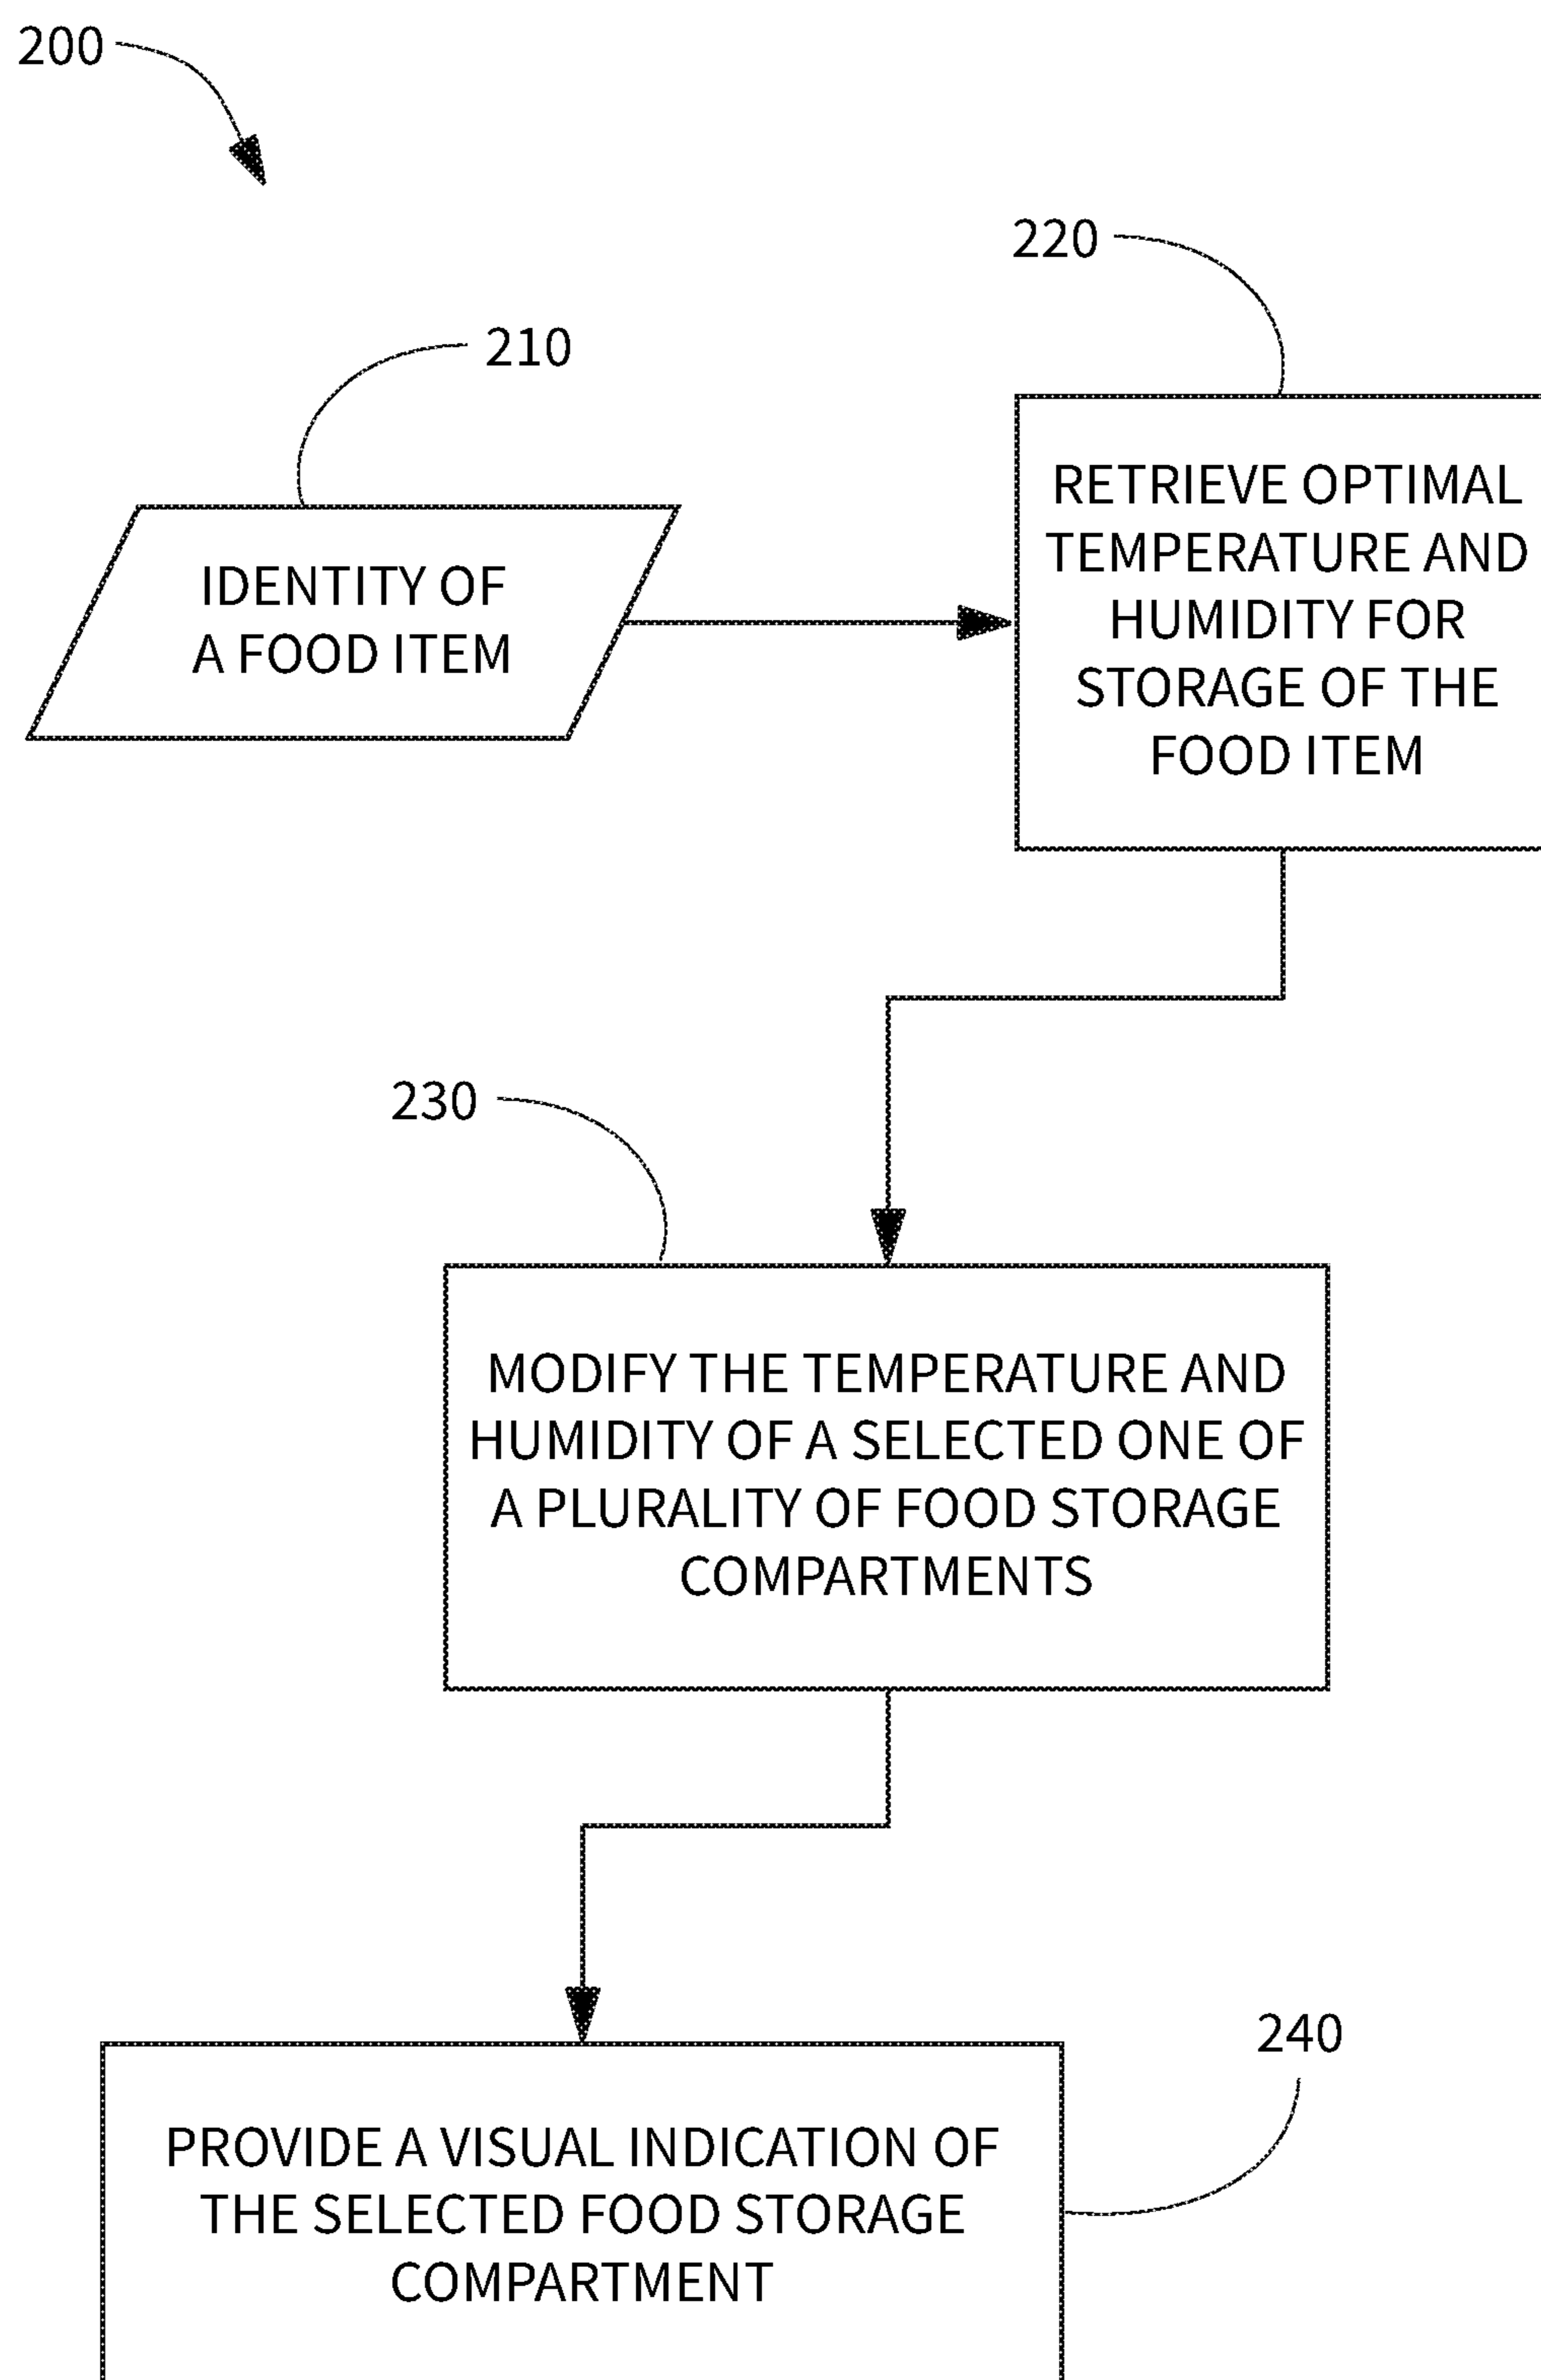 200
220
210
RETRIEVE OPTIMAL
TEMPERATURE AND
HUMIDITY FOR
STORAGE OF THE
FOOD ITEM
IDENTITY OF
A FOOD ITEM
230
MODIFY THE TEMPERATURE AND
HUMIDITY OF A SELECTED ONE OF
A PLURALITY OF FOOD STORAGE
COMPARTMENTS
240
PROVIDE A VISUAL INDICATION OF
THE SELECTED FOOD STORAGE
COMPARTMENT